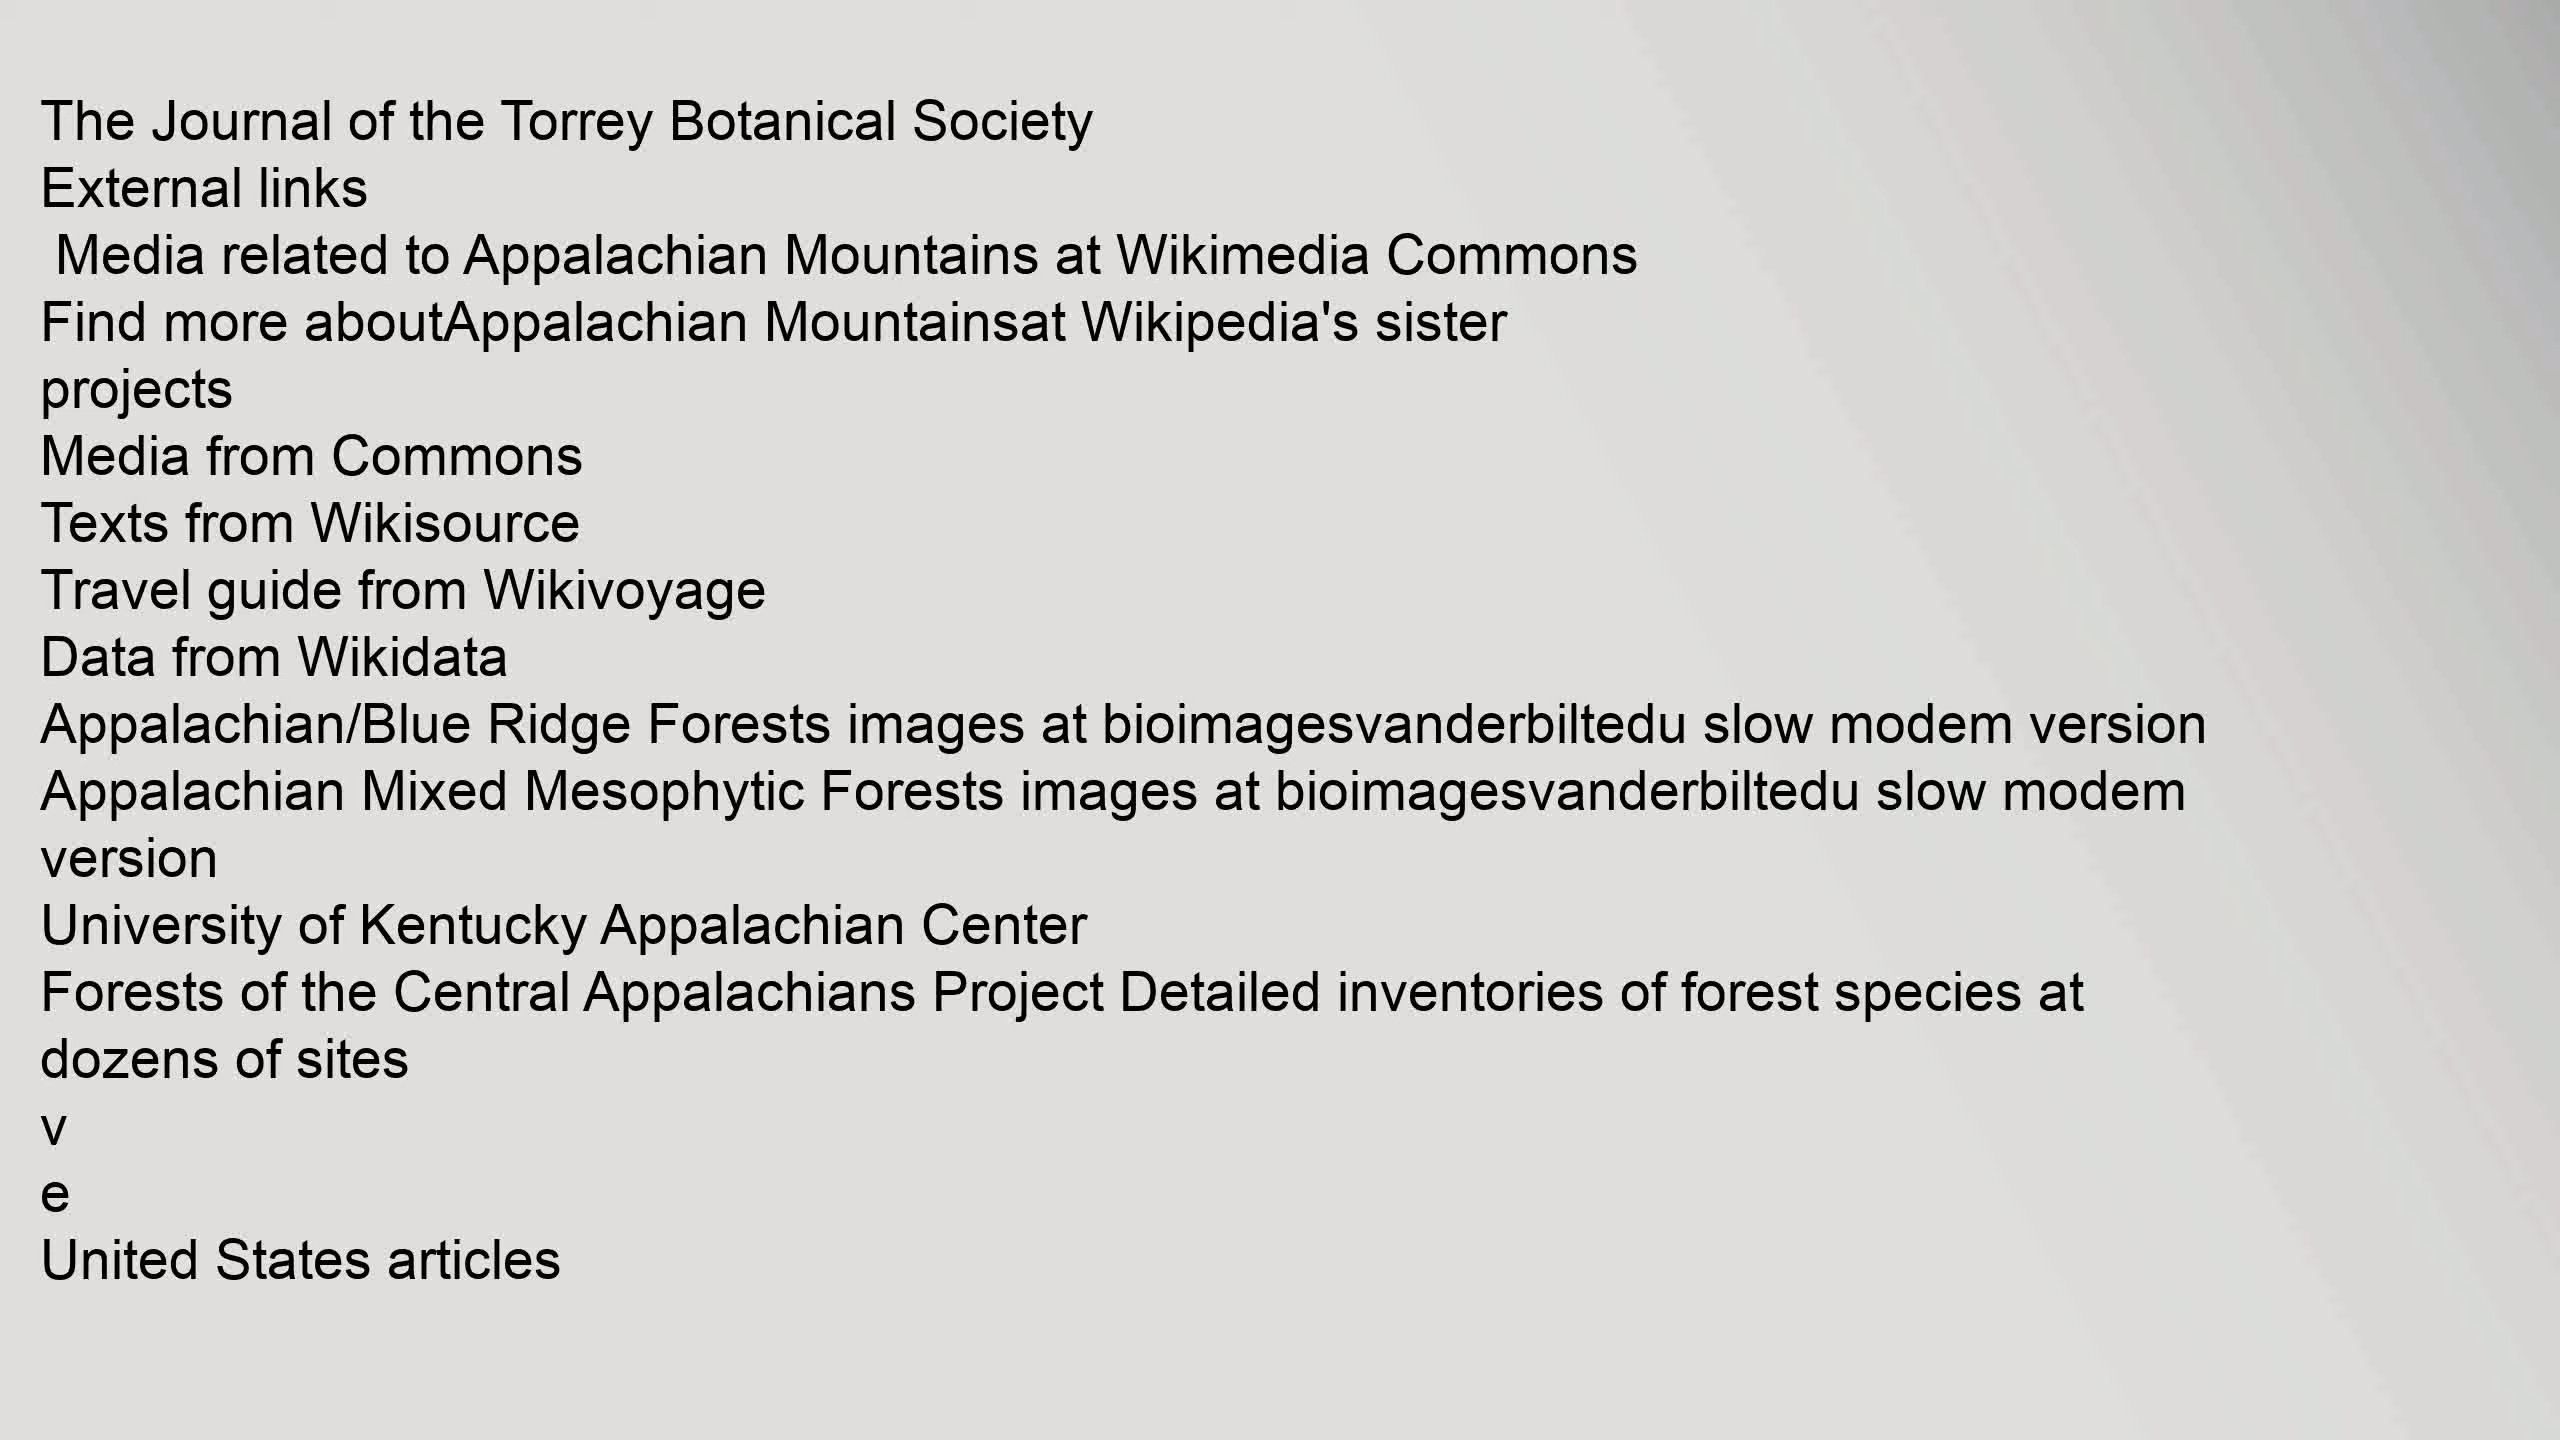 The Journal of the Torrey Botanical Society
External links
Media related to Appalachian Mountains at Wikimedia Commons
Find more aboutAppalachian Mountainsat Wikipedia's sister
projects
Media from Commons
Texts from Wikisource
Travel guide from Wikivoyage
Data from Wikidata
Appalachian/Blue Ridge Forests images at bioimagesvanderbiltedu slow modem version
Appalachian Mixed Mesophytic Forests images at bioimagesvanderbiltedu slow modem
version
University of Kentucky Appalachian Center
Forests of the Central Appalachians Project Detailed inventories of forest species at
dozens of sites
v
e
United States articles